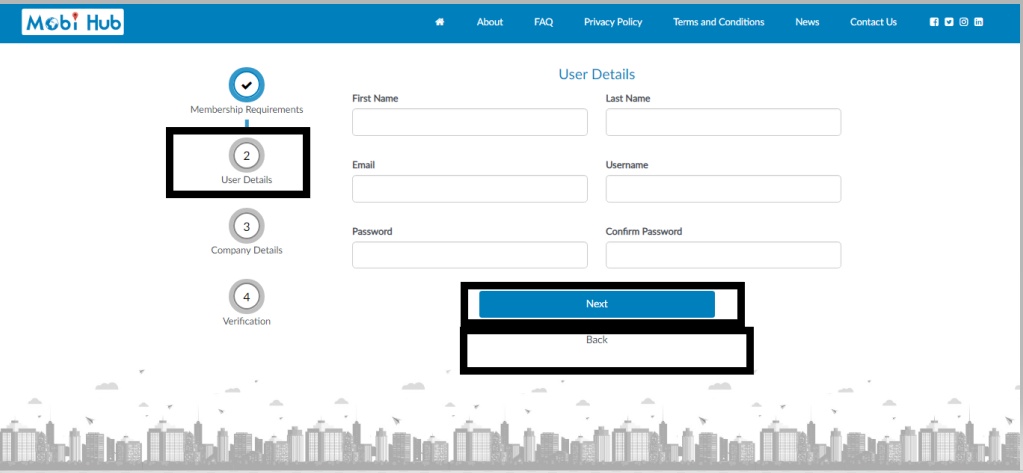 Mobi Hub
About FAQ Privacy Policy Terms and Conditions News Contact Us
User Details
Membership Requirements
2
User Details
3
Company Details
4
Verification
First Name Last Name
Email Username
Password Confirm Password
Next
Back